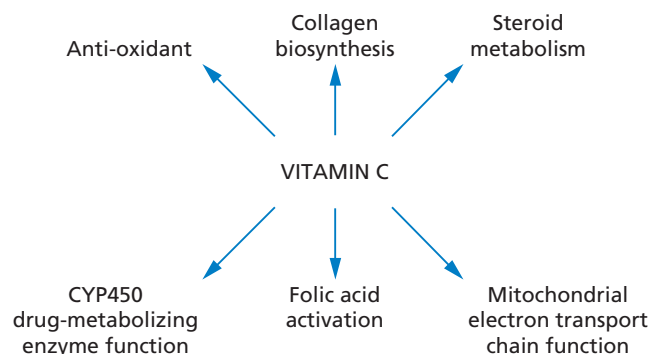 Anti-oxidant
Collagen
biosynthesis
Steroid
metabolism
VITAMIN C
CYP450
drug-metabolizing
enzyme function
Folic acid
activation
Mitochondrial
electron transport
chain function